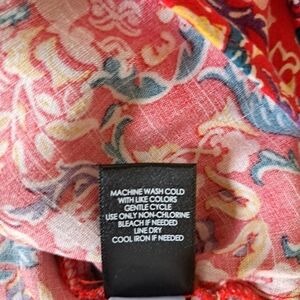 MACHINE WASH COLD
WITH LIKE COLORS
GENTLE CYCLE
USE ONLY NON-CHLORINE
BLEACH IF NEEDED
LINE DRY
COOL IRON IF NEEDED